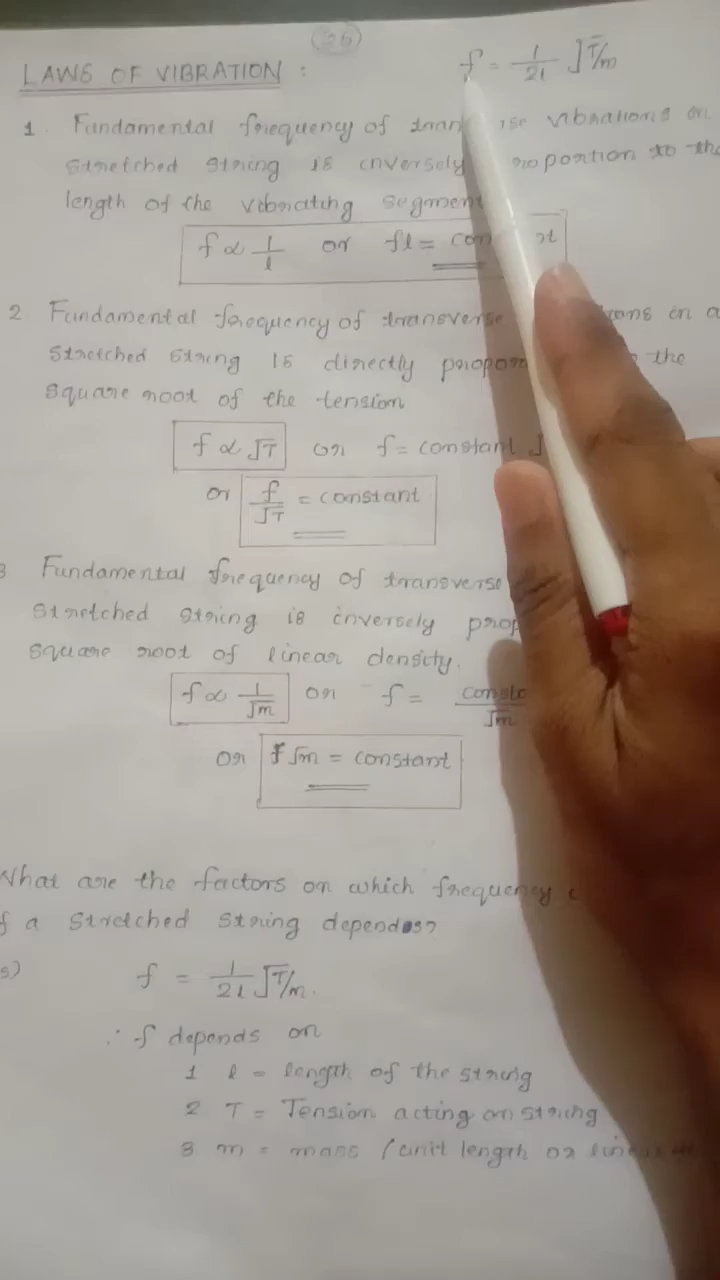 26
LAWS OF VIBRATION : f = 1/2l √T/m
1. Fundamental frequency of vibrations on
stretched string is inversely to the
length of the vibrating segment
f ∝ 1/l or fl =
2 Fundamental frequency of transverse in a
stretched string is directly the
square root of the tension
f ∝ √T or f = constant
or f/√T = constant
3 Fundamental frequency of transverse
stretched string is inversely
square root of linear density.
f ∝ 1/√m or f = /√m
or f√m = constant
What are the factors on which frequency
a stretched string depends?
f = 1/2l √T/m.
∴ f depends on
1 l = length of the string
2 T = Tension acting on string
3 m = mass / unit length or